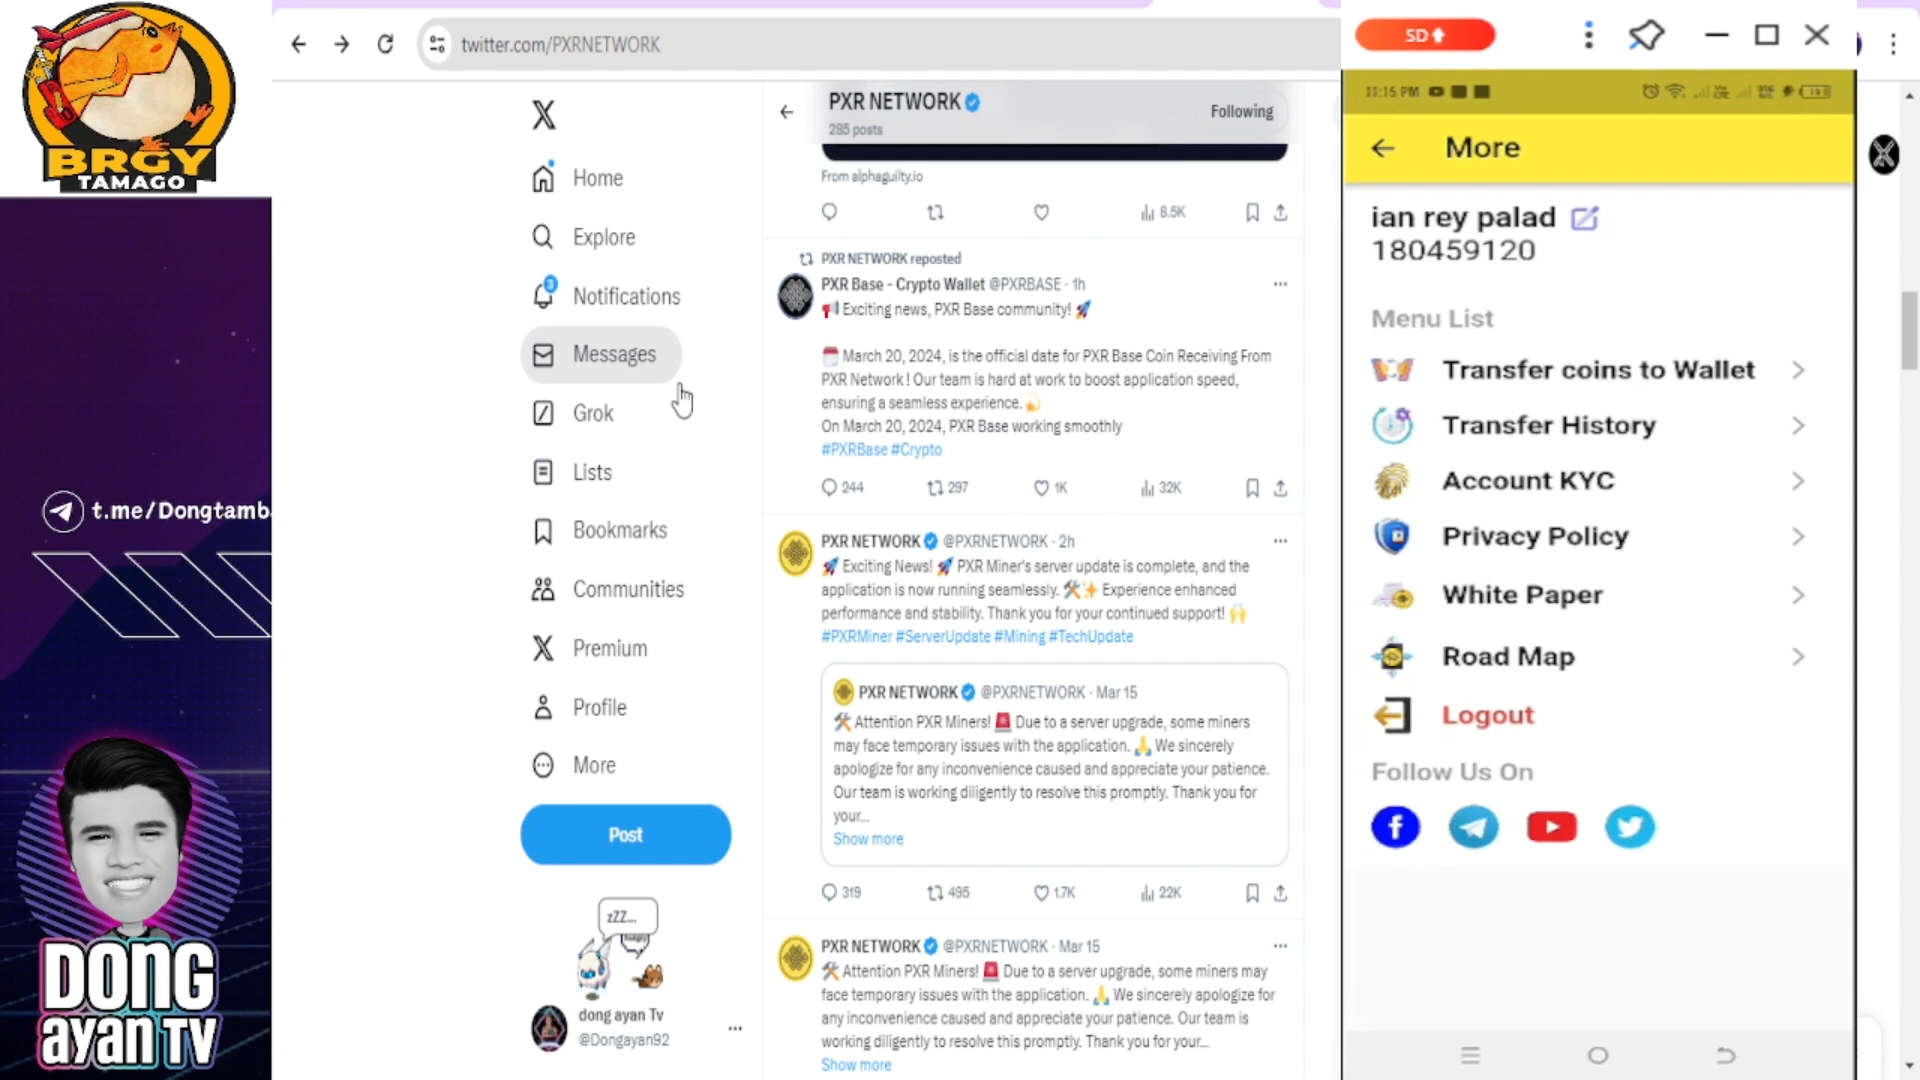 BRGY
TAMAGO
t.me/Dongtamb
DONG
ayan TV
twitter.com/PXRNETWORK
Home
Explore
3
Notifications
Messages
Grok
Lists
Bookmarks
Communities
Premium
Profile
More
Post
zZZ...
Hungry
dong ayan Tv
@Dongayan92
PXR NETWORK
285 posts
Following
From alphaguilty.io
8.5K
PXR NETWORK reposted
PXR Base - Crypto Wallet @PXRBASE · 1h
📢 Exciting news, PXR Base community! 🚀
🗓️ March 20, 2024, is the official date for PXR Base Coin Receiving From
PXR Network ! Our team is hard at work to boost application speed,
ensuring a seamless experience.💫
On March 20, 2024, PXR Base working smoothly
#PXRBase #Crypto
244 297 1K 32K
PXR NETWORK @PXRNETWORK · 2h
🚀 Exciting News! 🚀 PXR Miner's server update is complete, and the
application is now running seamlessly. 🛠️✨ Experience enhanced
performance and stability. Thank you for your continued support! 🙌
#PXRMiner #ServerUpdate #Mining #TechUpdate
PXR NETWORK @PXRNETWORK · Mar 15
🛠️ Attention PXR Miners! 🚨 Due to a server upgrade, some miners
may face temporary issues with the application. 🙏 We sincerely
apologize for any inconvenience caused and appreciate your patience.
Our team is working diligently to resolve this promptly. Thank you for
your...
Show more
319 495 1.7K 22K
PXR NETWORK @PXRNETWORK · Mar 15
🛠️ Attention PXR Miners! 🚨 Due to a server upgrade, some miners may
face temporary issues with the application. 🙏 We sincerely apologize for
any inconvenience caused and appreciate your patience. Our team is
working diligently to resolve this promptly. Thank you for your...
Show more
SD
11:15 PM
More
ian rey palad
180459120
Menu List
Transfer coins to Wallet
Transfer History
Account KYC
Privacy Policy
White Paper
Road Map
Logout
Follow Us On